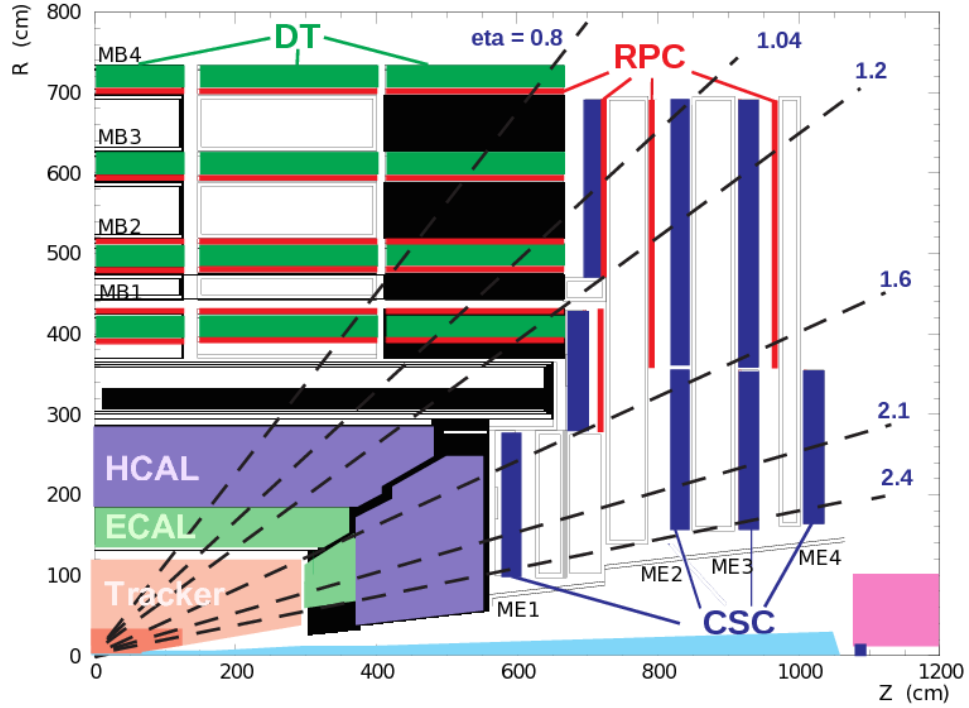 800
R (cm)
DT
eta = 0.8
1.04
MB4
RPC
1.2
700
MB3
600
MB2
500
MB1
1.6
400
300
2.1
HCAL
2.4
200
ECAL
100
Tracker
ME1
ME2
ME3
ME4
CSC
0
0
200
400
600
800
1000
1200
Z (cm)